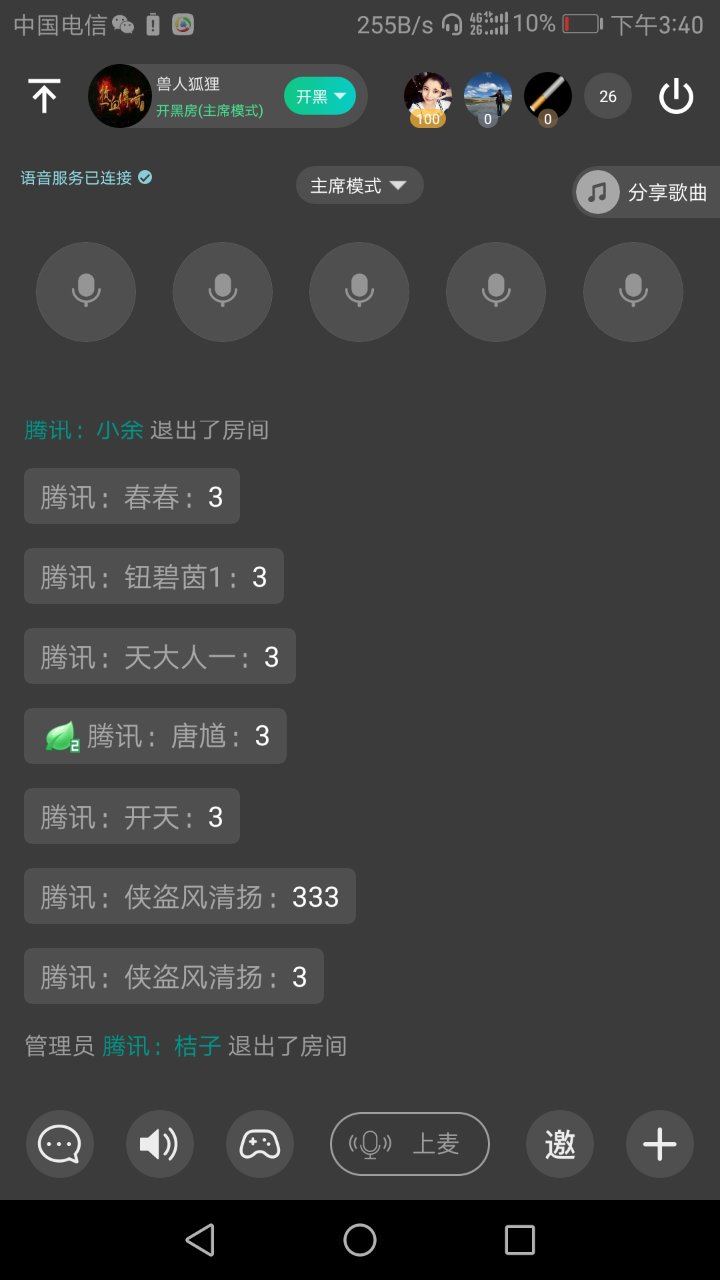 中国电信 255B/s 4G 2G 10% 下午3:40
热血传奇
兽人狐狸
开黑房(主席模式)
开黑
100 0 0 26
语音服务已连接
主席模式
分享歌曲
腾讯：小余 退出了房间
腾讯：春春：3
腾讯：钮碧茵1：3
腾讯：天大人一：3
2 腾讯：唐馗：3
腾讯：开天：3
腾讯：侠盗风清扬：333
腾讯：侠盗风清扬：3
管理员 腾讯：桔子 退出了房间
上麦
邀